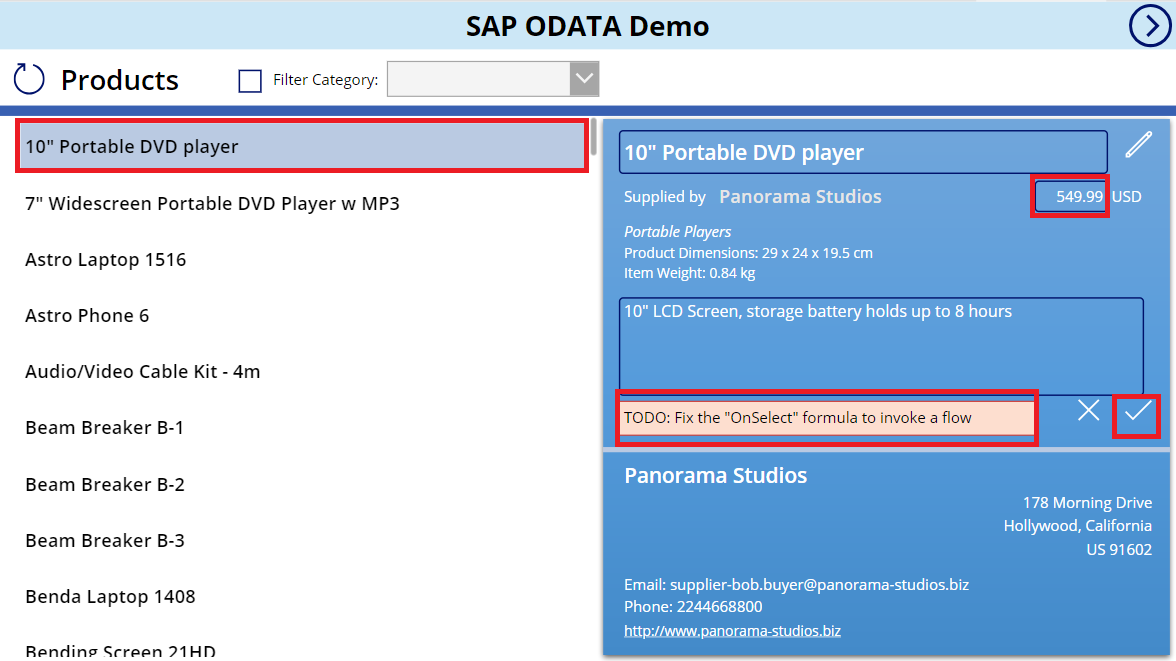 SAP ODATA Demo
Products
Filter Category:
10" Portable DVD player
7" Widescreen Portable DVD Player w MP3
Astro Laptop 1516
Astro Phone 6
Audio/Video Cable Kit - 4m
Beam Breaker B-1
Beam Breaker B-2
Beam Breaker B-3
Benda Laptop 1408
Bending Screen 21HD
10" Portable DVD player
Supplied by Panorama Studios 549.99 USD
Portable Players
Product Dimensions: 29 x 24 x 19.5 cm
Item Weight: 0.84 kg
10" LCD Screen, storage battery holds up to 8 hours
TODO: Fix the "OnSelect" formula to invoke a flow
Panorama Studios
178 Morning Drive
Hollywood, California
US 91602
Email: supplier-bob.buyer@panorama-studios.biz
Phone: 2244668800
http://www.panorama-studios.biz